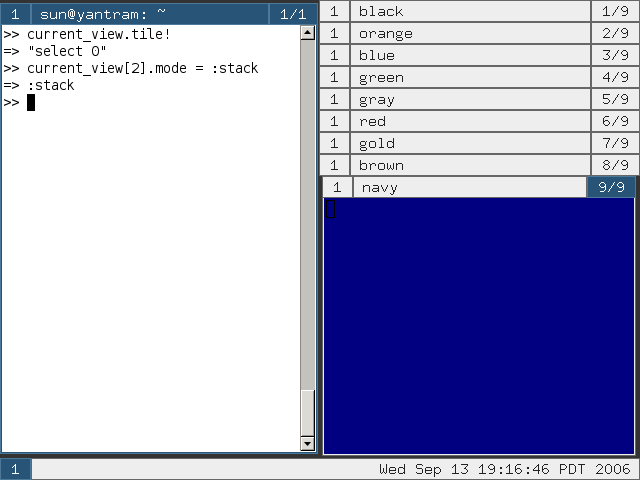 1 sun@yantram: ~ 1/1
>> current_view.tile!
=> "select 0"
>> current_view[2].mode = :stack
=> :stack
>>
1 black 1/9
1 orange 2/9
1 blue 3/9
1 green 4/9
1 gray 5/9
1 red 6/9
1 gold 7/9
1 brown 8/9
1 navy 9/9
1 Wed Sep 13 19:16:46 PDT 2006